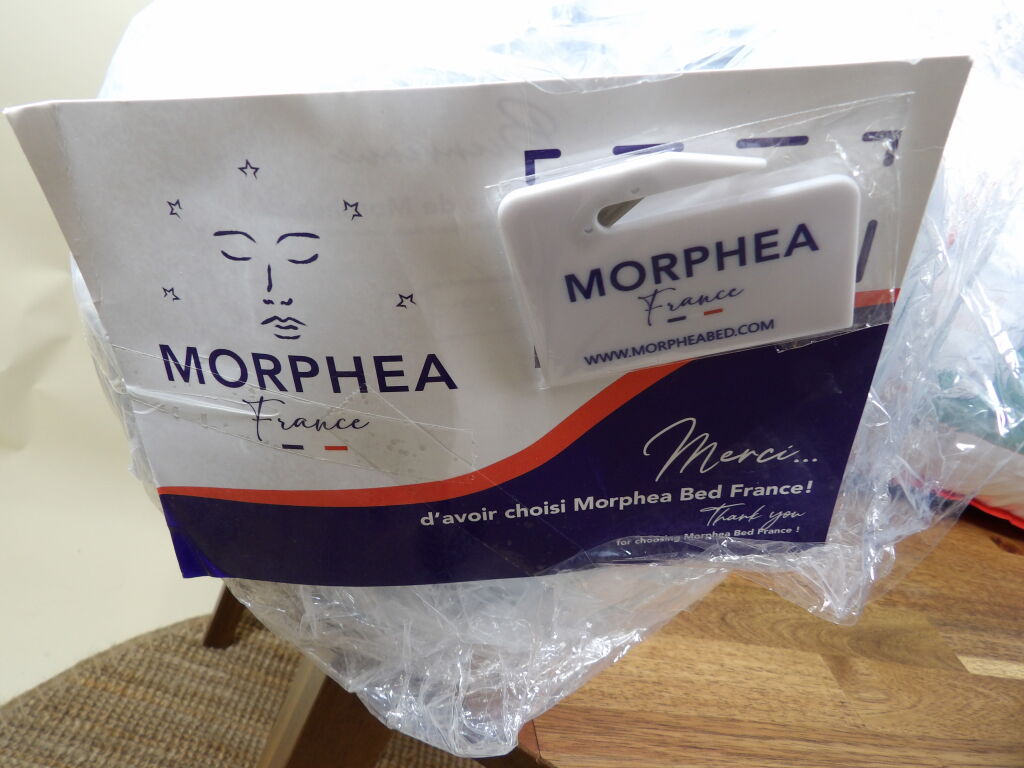 MORPHEA
France
WWW.MORPHEABED.COM
MORPHEA
France
Merci...
d'avoir choisi Morphea Bed France!
Thank you
for choosing Morphea Bed France !